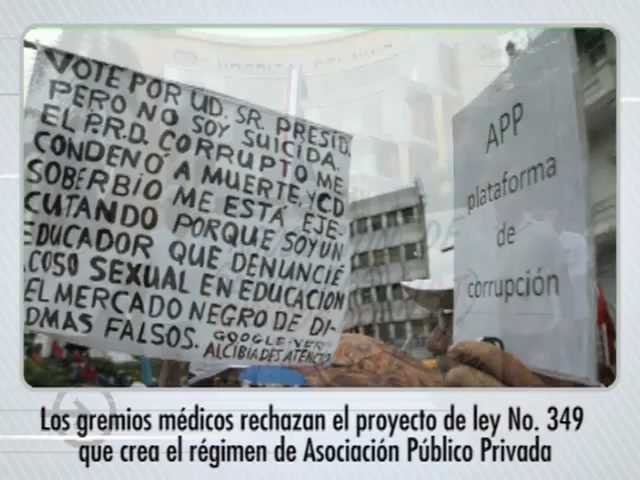 VOTE POR UD. SR. PRESID.
PERO NO SOY SUICIDA.
EL P.R.D. CORRUPTO ME
CONDENÓ A MUERTE, Y CD
SOBERBIO ME ESTÁ EJE-
CUTANDO PORQUE SOY UN
EDUCADOR QUE DENUNCIÉ
ACOSO SEXUAL EN EDUCACION
EL MERCADO NEGRO DE DI-
DMAS FALSOS. GOOGLE VER
ALCIBIADES ATENCIO
APP
plataforma
de
corrupción
Los gremios médicos rechazan el proyecto de ley No. 349
que crea el régimen de Asociación Público Privada